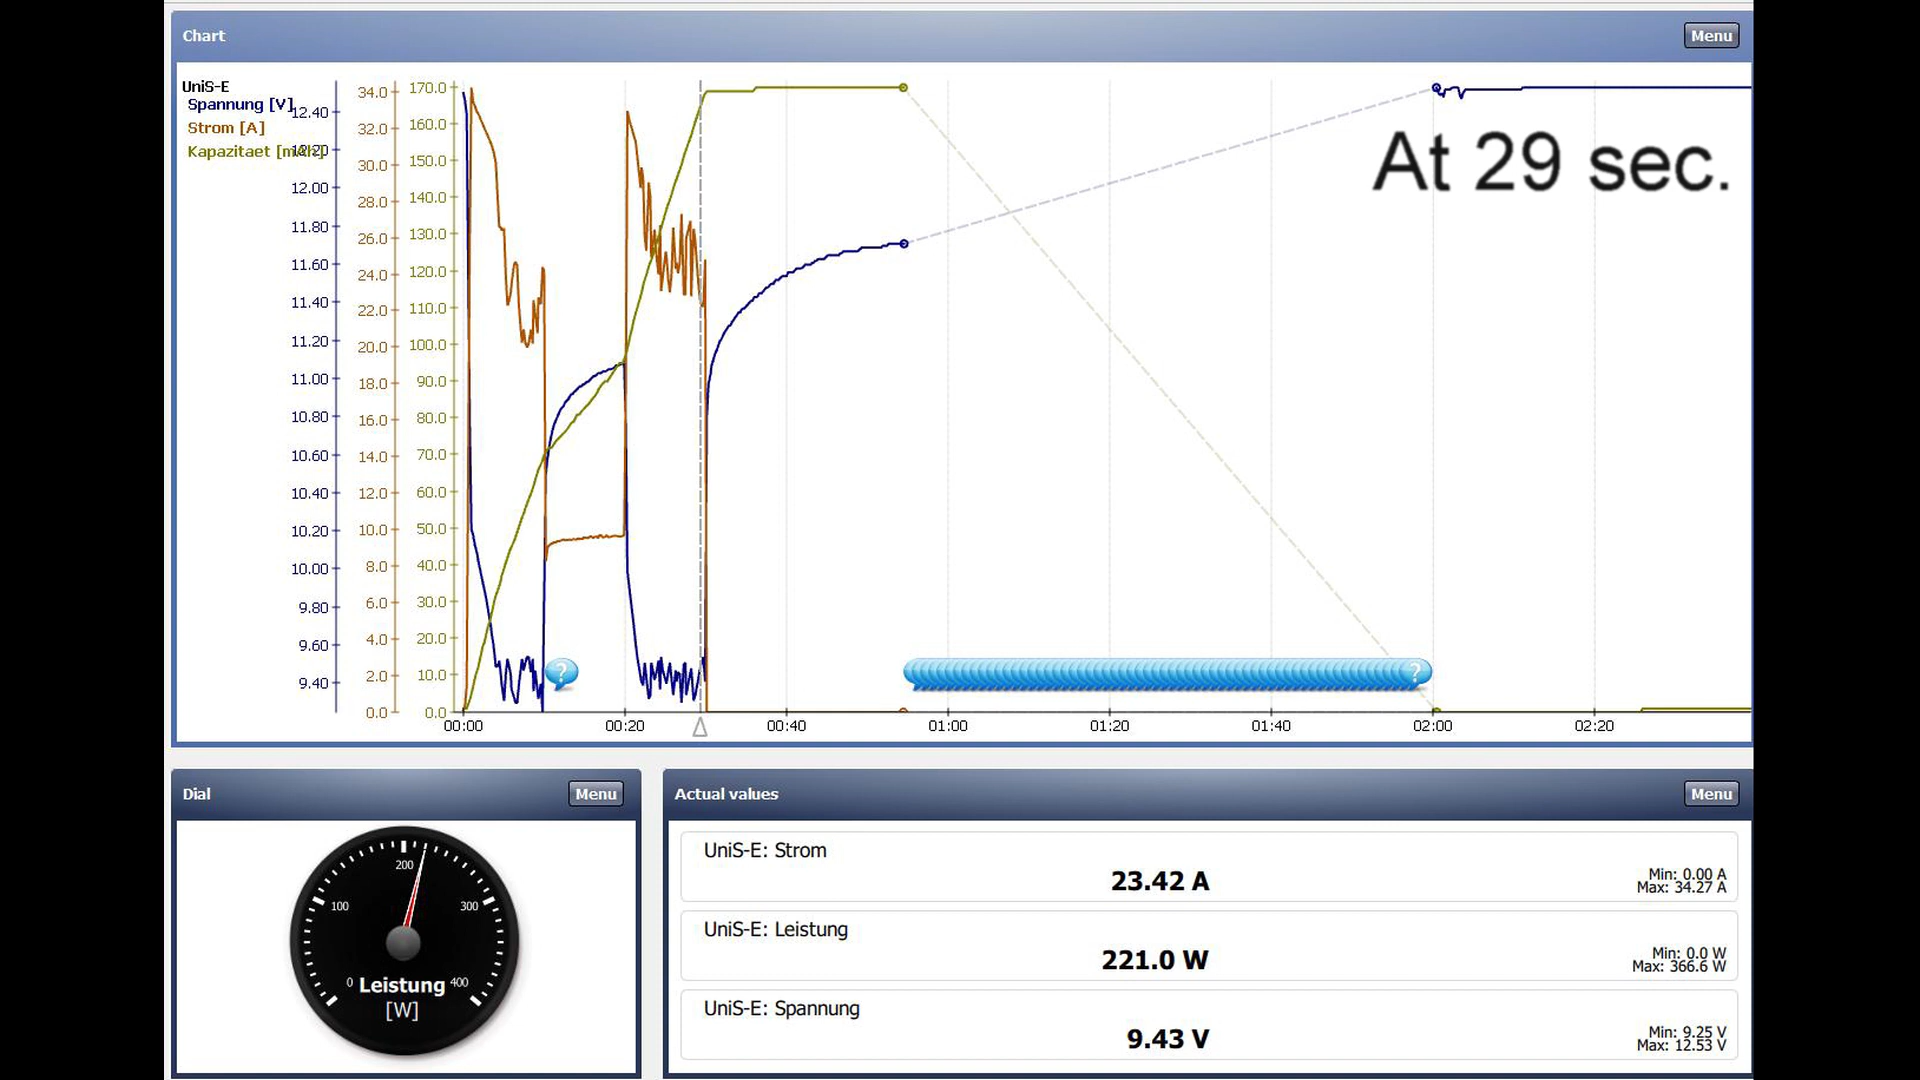 Chart
Menu
UniS-E
Spannung [V]
Strom [A]
Kapazitaet [mAh]
12.40
12.20
12.00
11.80
11.60
11.40
11.20
11.00
10.80
10.60
10.40
10.20
10.00
9.80
9.60
9.40
34.0
32.0
30.0
28.0
26.0
24.0
22.0
20.0
18.0
16.0
14.0
12.0
10.0
8.0
6.0
4.0
2.0
0.0
170.0
160.0
150.0
140.0
130.0
120.0
110.0
100.0
90.0
80.0
70.0
60.0
50.0
40.0
30.0
20.0
10.0
0.0
At 29 sec.
?
?
00:00
00:20
00:40
01:00
01:20
01:40
02:00
02:20
Dial
Menu
0
100
200
300
400
Leistung
[W]
Actual values
Menu
UniS-E: Strom
23.42 A
Min: 0.00 A
Max: 34.27 A
UniS-E: Leistung
221.0 W
Min: 0.0 W
Max: 366.6 W
UniS-E: Spannung
9.43 V
Min: 9.25 V
Max: 12.53 V